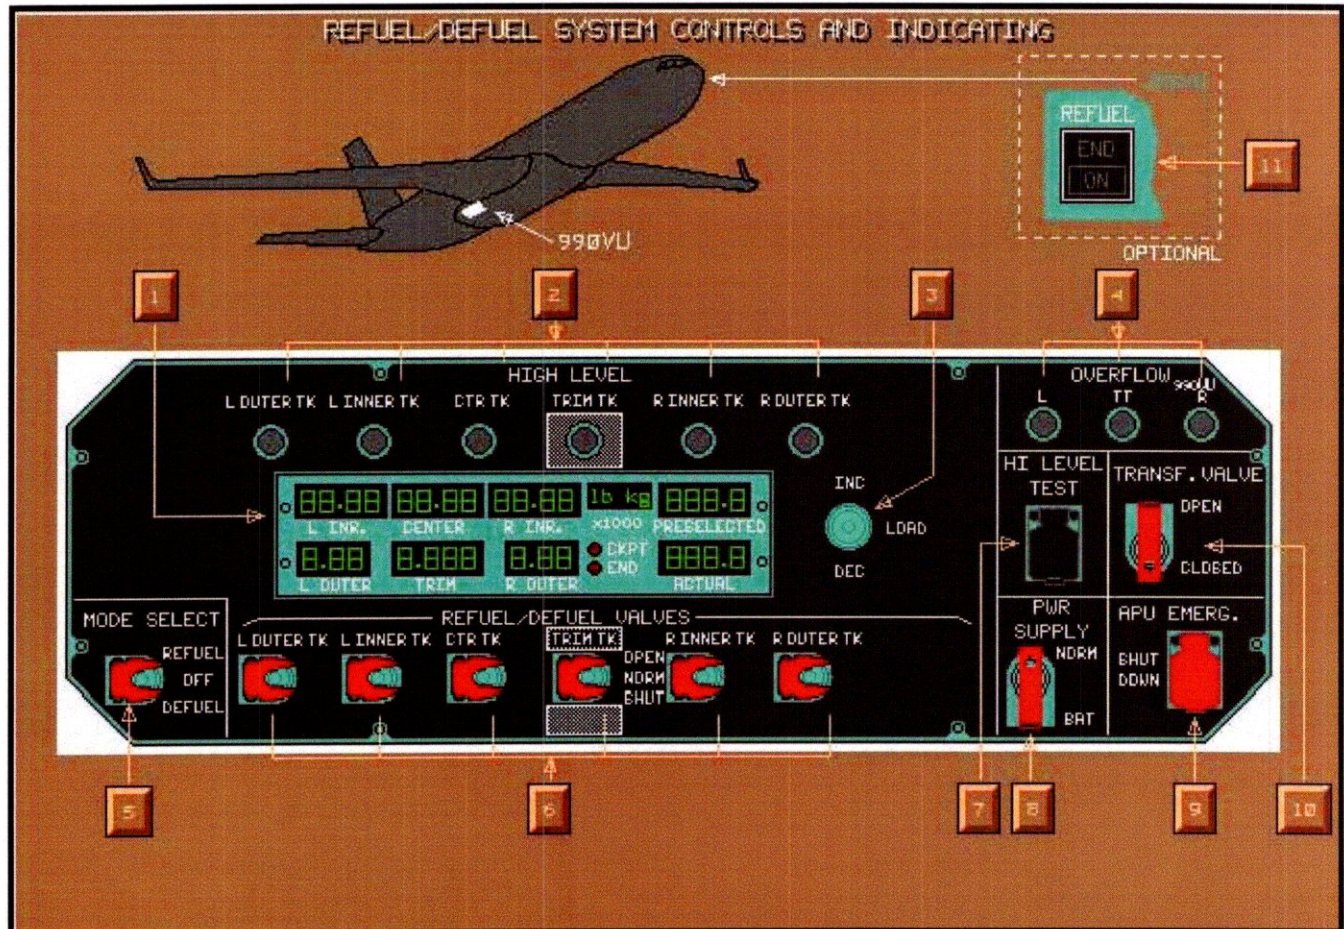 REFUEL/DEFUEL SYSTEM CONTROLS AND INDICATING
REFUEL
END
ON
11
990VU
OPTIONAL
1
2
3
4
HIGH LEVEL
L OUTER TK L INNER TK CTR TK TRIM TK R INNER TK R OUTER TK
OVERFLOW
990VU
L TT R
88.88 88.88 88.88 lb kg 888.8
L INR. CENTER R INR. x1000 PRESELECTED
8.88 8.888 8.88 CKPT 888.8
END
L OUTER TRIM R OUTER ACTUAL
INC
LOAD
DEC
HI LEVEL
TEST
TRANSF. VALVE
OPEN
CLOSED
MODE SELECT
REFUEL
OFF
DEFUEL
REFUEL/DEFUEL VALVES
L OUTER TK L INNER TK CTR TK TRIM TK R INNER TK R OUTER TK
OPEN
NORM
SHUT
PWR
SUPPLY
NORM
BAT
APU EMERG.
SHUT
DOWN
5
6
7
8
9
10